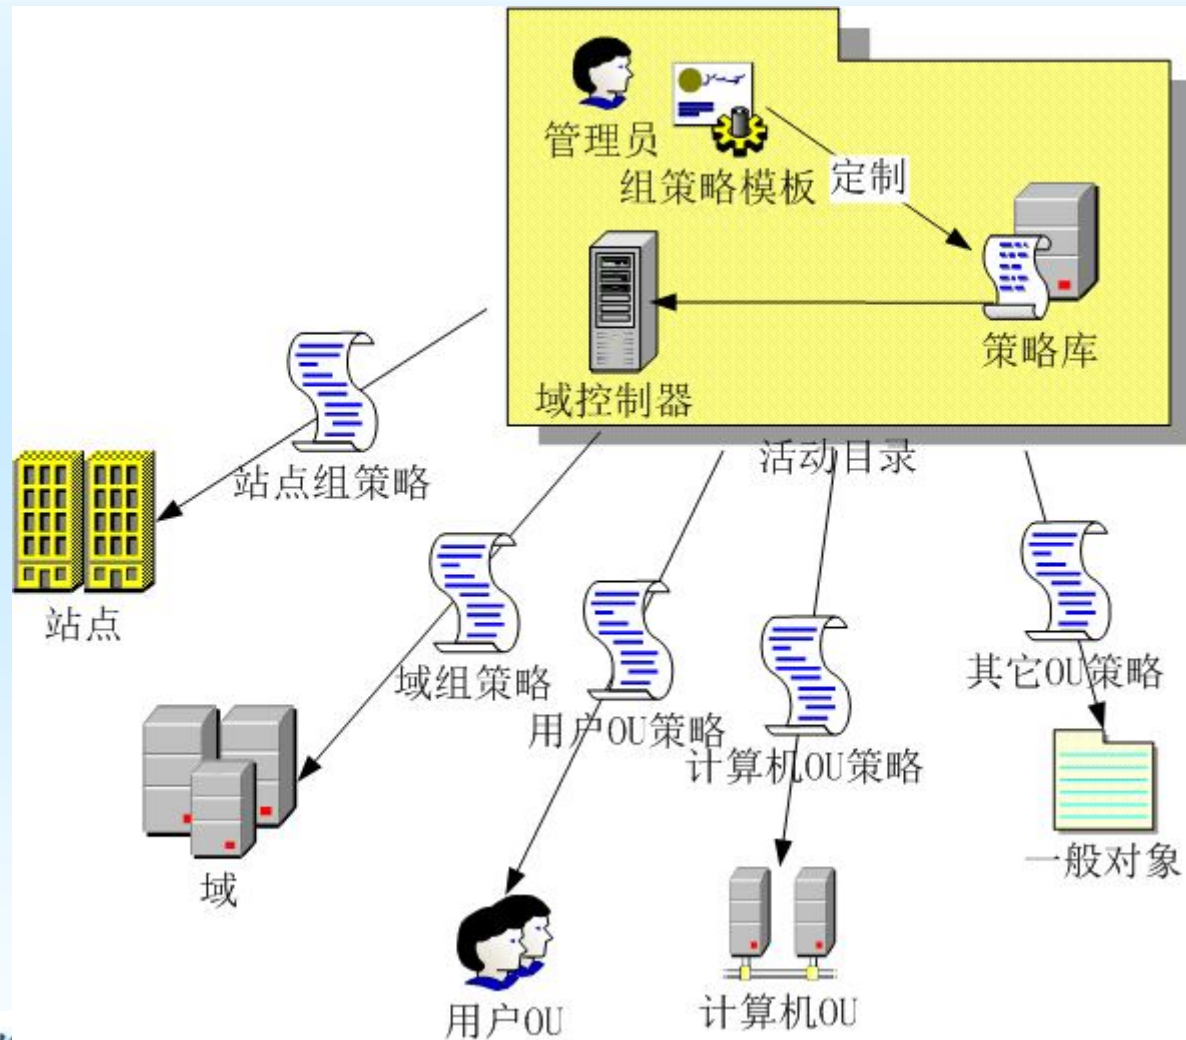 管理员
组策略模板
定制
策略库
域控制器
活动目录
站点组策略
站点
域组策略
用户OU策略
计算机OU策略
其它OU策略
域
一般对象
用户OU
计算机OU